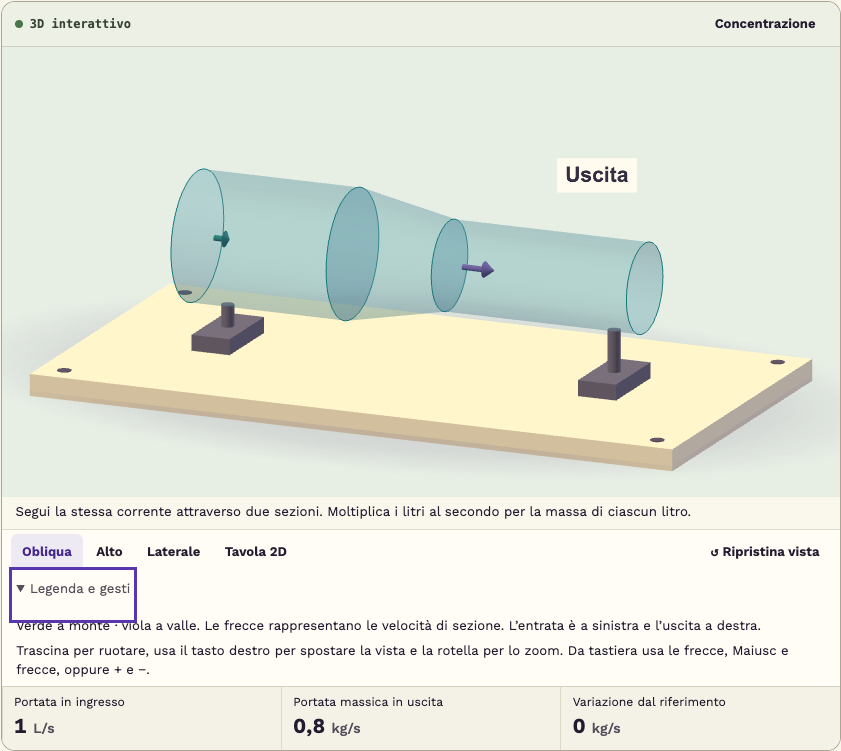 3D interattivo
Concentrazione
Uscita
Segui la stessa corrente attraverso due sezioni. Moltiplica i litri al secondo per la massa di ciascun litro.
Obliqua
Alto
Laterale
Tavola 2D
↺ Ripristina vista
▼ Legenda e gesti
Verde a monte · viola a valle. Le frecce rappresentano le velocità di sezione. L’entrata è a sinistra e l’uscita a destra.
Trascina per ruotare, usa il tasto destro per spostare la vista e la rotella per lo zoom. Da tastiera usa le frecce, Maiusc e
frecce, oppure + e −.
Portata in ingresso
1 L/s
Portata massica in uscita
0,8 kg/s
Variazione dal riferimento
0 kg/s